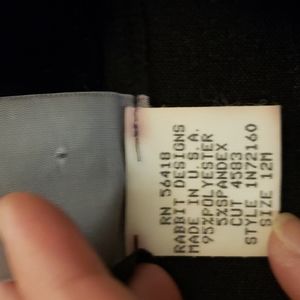 RN 56418
RABBIT DESIGNS
MADE IN U.S.A.
95%POLYESTER
5%SPANDEX
CUT 4583
STYLE 1N72160
SIZE 12M